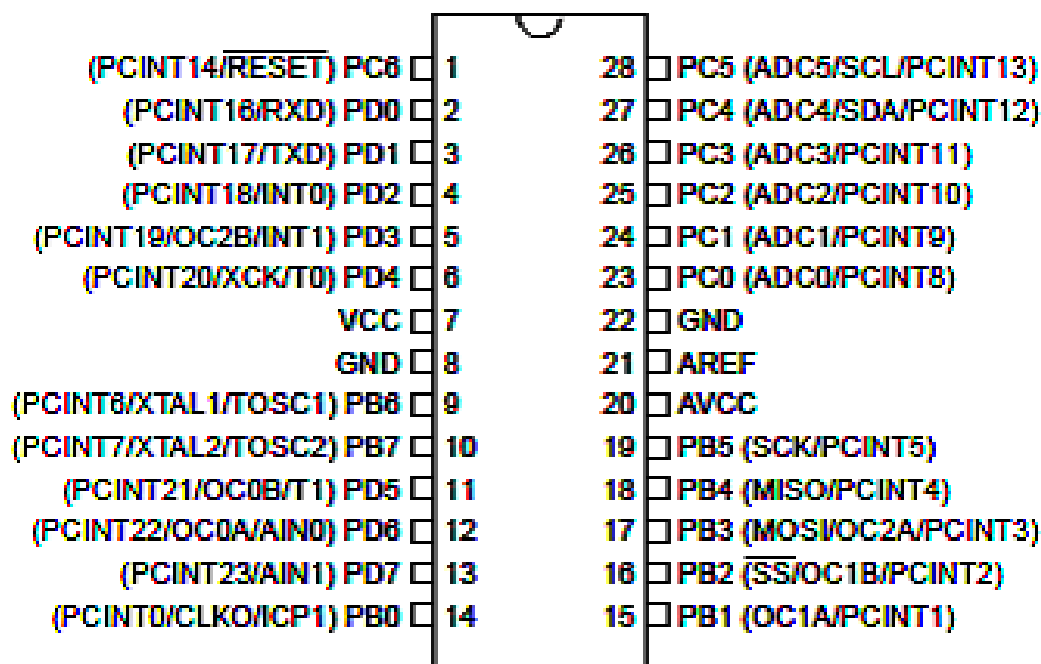 (PCINT14/RESET) PC6 1 28 PC5 (ADC5/SCL/PCINT13)
(PCINT16/RXD) PD0 2 27 PC4 (ADC4/SDA/PCINT12)
(PCINT17/TXD) PD1 3 26 PC3 (ADC3/PCINT11)
(PCINT18/INT0) PD2 4 25 PC2 (ADC2/PCINT10)
(PCINT19/OC2B/INT1) PD3 5 24 PC1 (ADC1/PCINT9)
(PCINT20/XCK/T0) PD4 6 23 PC0 (ADC0/PCINT8)
VCC 7 22 GND
GND 8 21 AREF
(PCINT6/XTAL1/TOSC1) PB6 9 20 AVCC
(PCINT7/XTAL2/TOSC2) PB7 10 19 PB5 (SCK/PCINT5)
(PCINT21/OC0B/T1) PD5 11 18 PB4 (MISO/PCINT4)
(PCINT22/OC0A/AIN0) PD6 12 17 PB3 (MOSI/OC2A/PCINT3)
(PCINT23/AIN1) PD7 13 16 PB2 (SS/OC1B/PCINT2)
(PCINT0/CLKO/ICP1) PB0 14 15 PB1 (OC1A/PCINT1)